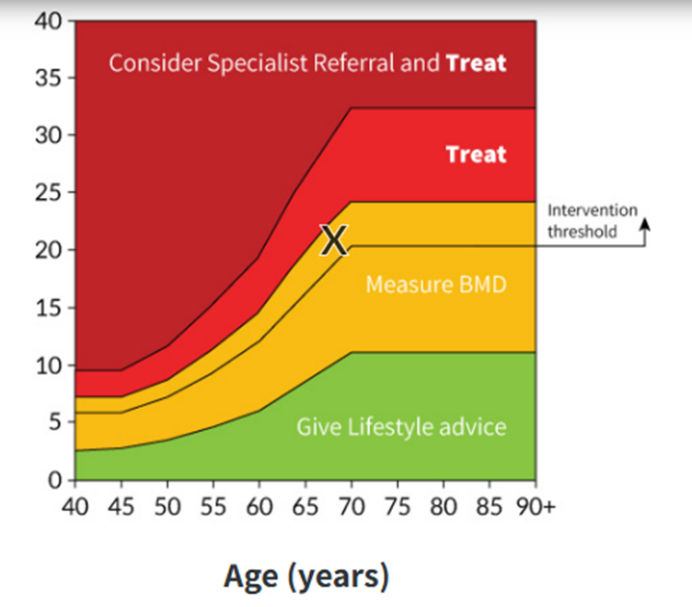 40
Consider Specialist Referral and Treat
35
30
Treat
25
Intervention
threshold
20
X
Measure BMD
15
10
5
Give Lifestyle advice
0
40 45 50 55 60 65 70 75 80 85 90+
Age (years)